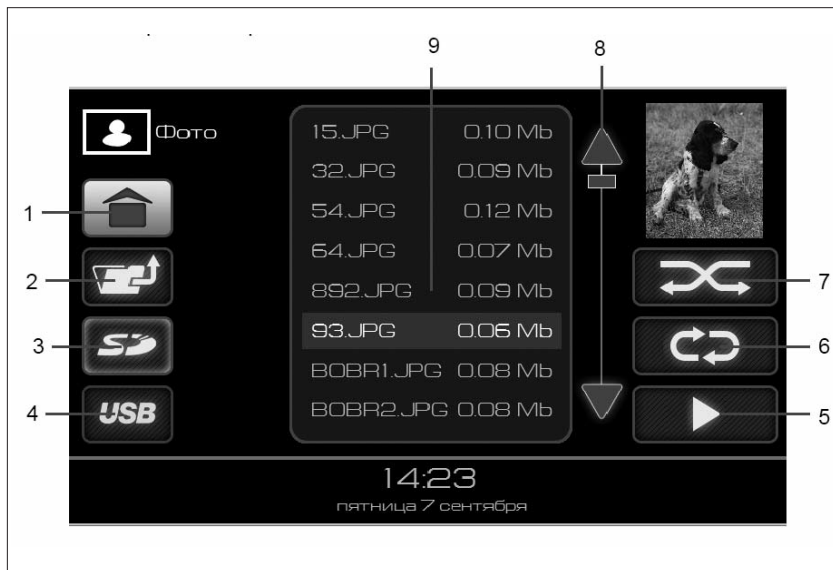 9
8
Фото
15.JPG 0.10 Mb
32.JPG 0.09 Mb
54.JPG 0.12 Mb
64.JPG 0.07 Mb
892.JPG 0.09 Mb
93.JPG 0.06 Mb
BOBR1.JPG 0.08 Mb
BOBR2.JPG 0.08 Mb
1
2
3
SD
4
USB
7
6
5
14:23
пятница 7 сентября